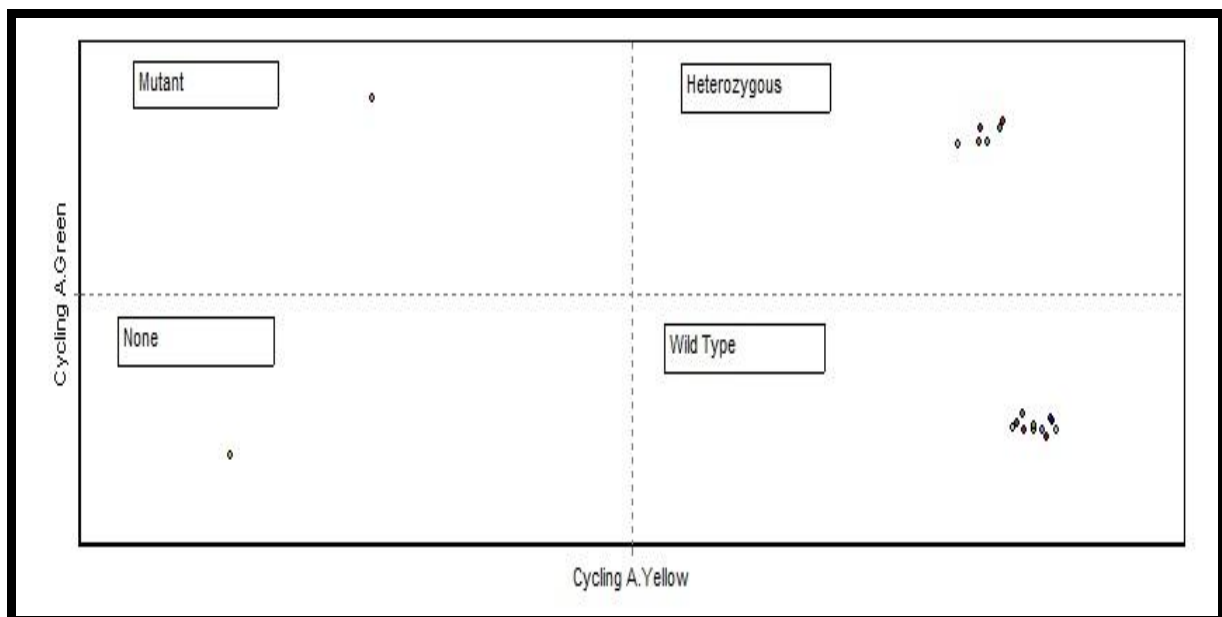 Mutant
Heterozygous
Cycling A.Green
None
Wild Type
Cycling A.Yellow